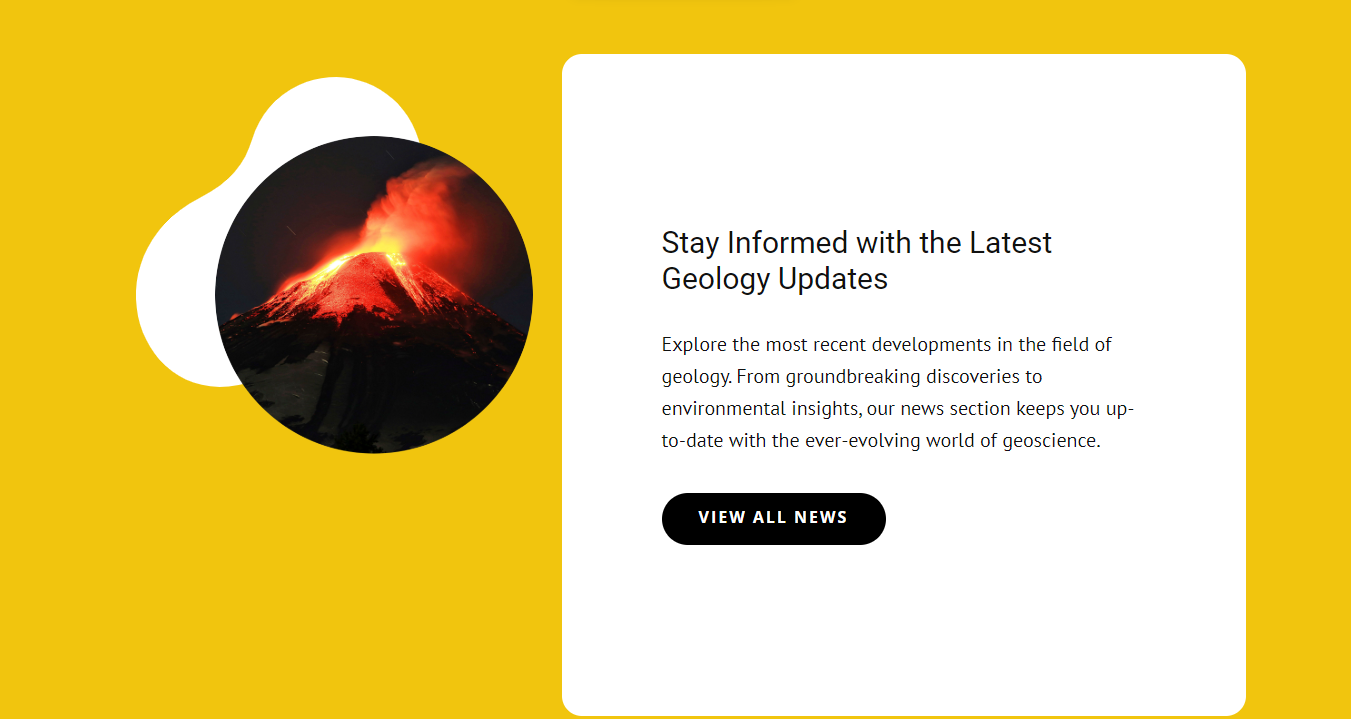 Stay Informed with the Latest
Geology Updates
Explore the most recent developments in the field of
geology. From groundbreaking discoveries to
environmental insights, our news section keeps you up-
to-date with the ever-evolving world of geoscience.
VIEW ALL NEWS